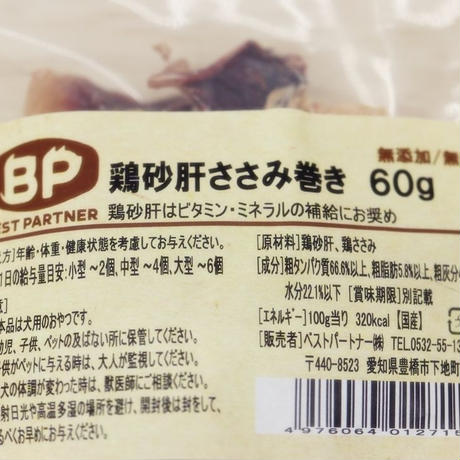 BP
EST PARTNER
無添加/無
鶏砂肝ささみ巻き 60g
鶏砂肝はビタミン・ミネラルの補給にお奨め
方]年齢・体重・健康状態を考慮してお与えください。
1日の給与量目安:小型 ~2個、中型 ~4個、大型 ~6個
意]
本品は犬用のおやつです。
幼児、子供、ペットの及ばない所に保管してください。
子供がペットに与える時は、大人が監視してください。
犬の体調が変わった時は、獣医師にご相談ください。
射日光や高温多湿の場所を避け、開封後は封をして、
るべくお早めにお与えください。
[原材料]鶏砂肝、鶏ささみ
[成分]粗タンパク質66.6%以上、粗脂肪5.8%以上、粗灰分
水分22.1%以下 [賞味期限]別記載
[エネルギー]100g当り 320kcal 【国産】
[販売者]ベストパートナー(株) TEL 0532-55-13
〒440-8523 愛知県豊橋市下地町
4 976064 01271